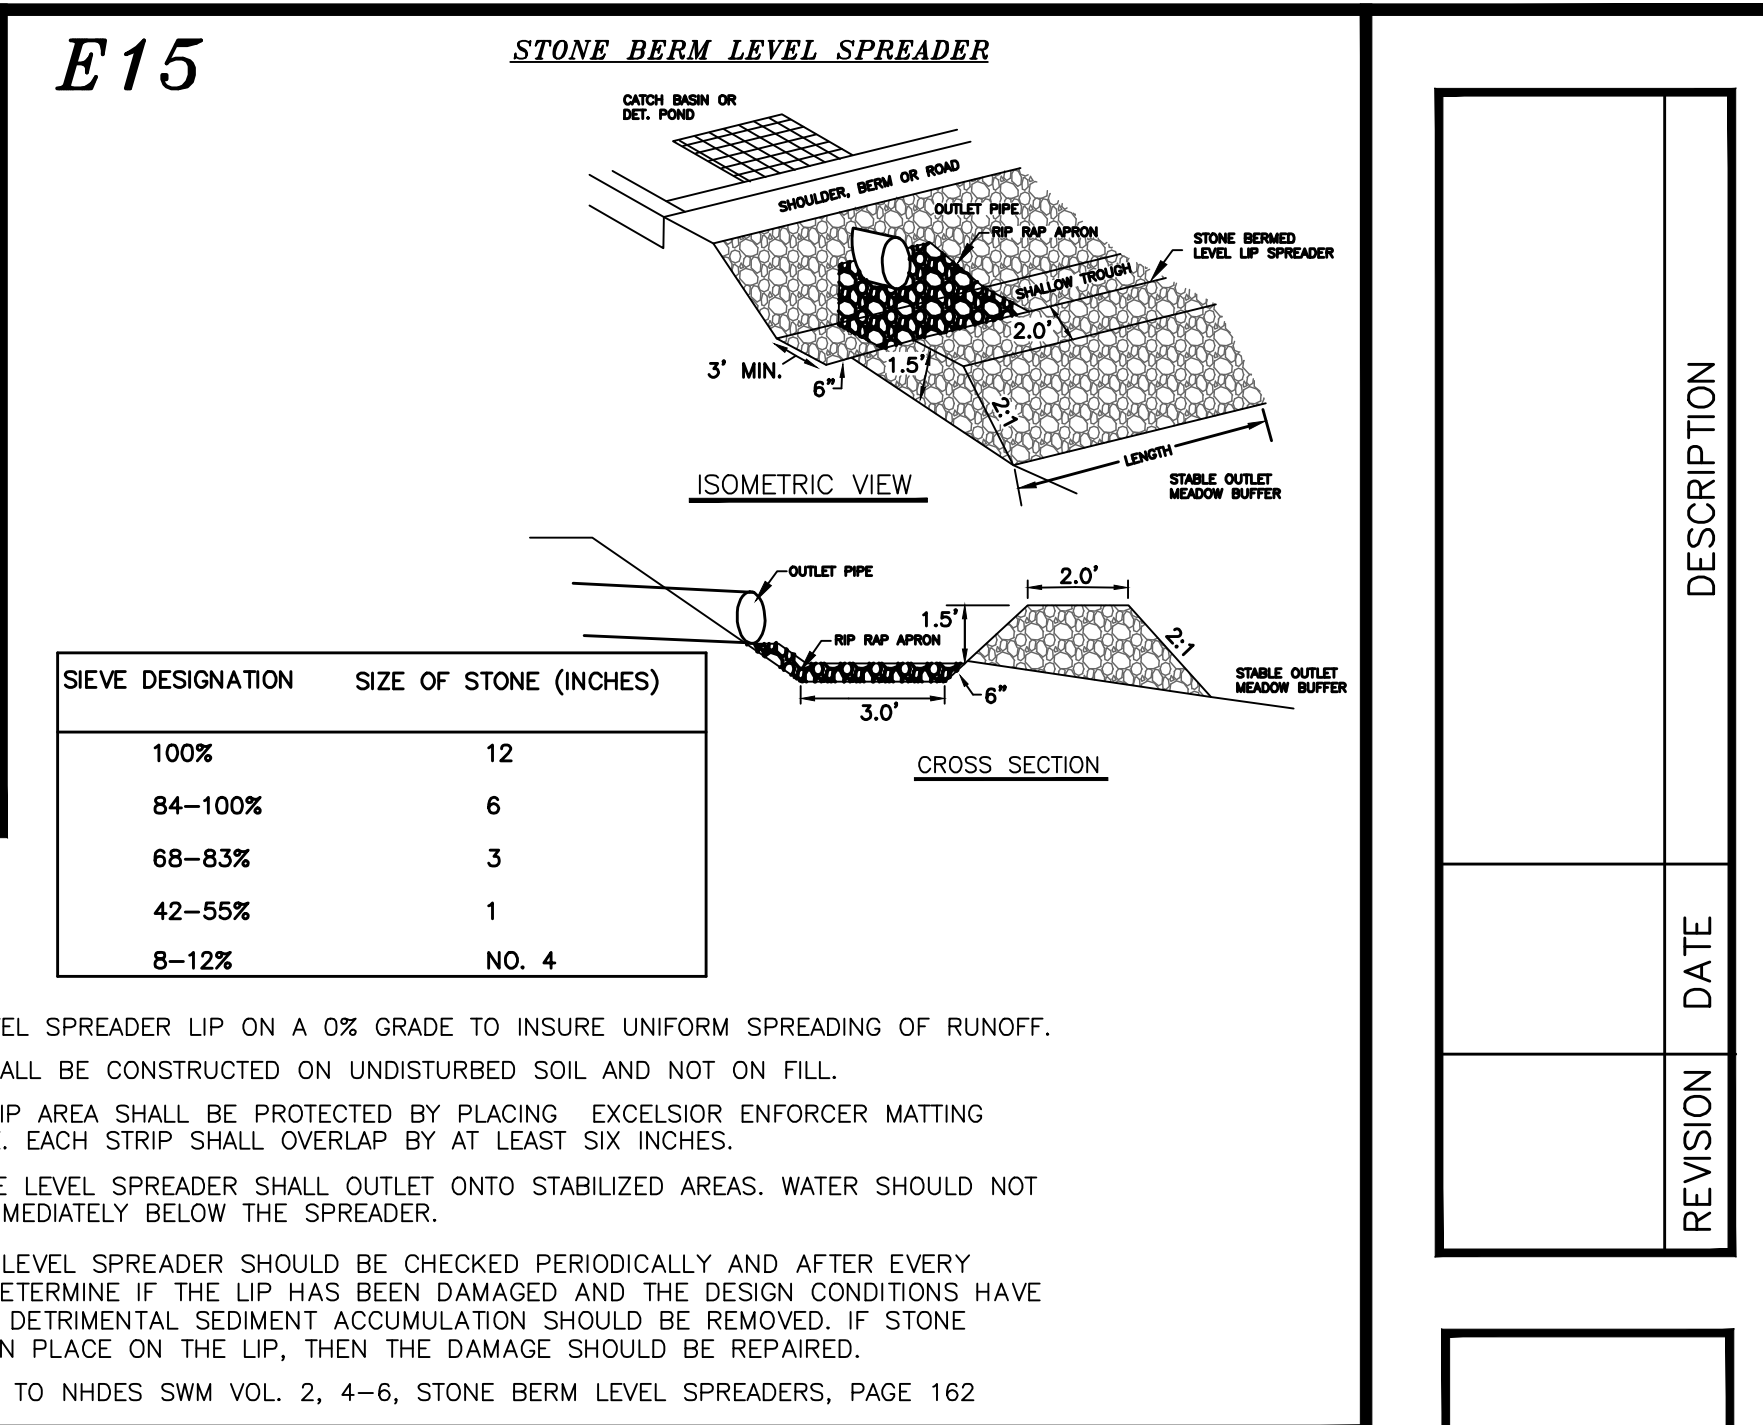 E15
STONE BERM LEVEL SPREADER
CATCH BASIN OR
DET. POND
SHOULDER, BERM OR ROAD
OUTLET PIPE
RIP RAP APRON
STONE BERMED
LEVEL LIP SPREADER
SHALLOW TROUGH
2.0'
1.5'
3' MIN.
6"
2:1
LENGTH
STABLE OUTLET
MEADOW BUFFER
ISOMETRIC VIEW
OUTLET PIPE
2.0'
1.5'
RIP RAP APRON
2:1
STABLE OUTLET
MEADOW BUFFER
6"
3.0'
CROSS SECTION
SIEVE DESIGNATION SIZE OF STONE (INCHES)
100% 12
84-100% 6
68-83% 3
42-55% 1
8-12% NO. 4
SPREADER LIP ON A 0% GRADE TO INSURE UNIFORM SPREADING OF RUNOFF.
BE CONSTRUCTED ON UNDISTURBED SOIL AND NOT ON FILL.
AREA SHALL BE PROTECTED BY PLACING EXCELSIOR ENFORCER MATTING
EACH STRIP SHALL OVERLAP BY AT LEAST SIX INCHES.
LEVEL SPREADER SHALL OUTLET ONTO STABILIZED AREAS. WATER SHOULD NOT
MEDIATELY BELOW THE SPREADER.
LEVEL SPREADER SHOULD BE CHECKED PERIODICALLY AND AFTER EVERY
ETERMINE IF THE LIP HAS BEEN DAMAGED AND THE DESIGN CONDITIONS HAVE
DETRIMENTAL SEDIMENT ACCUMULATION SHOULD BE REMOVED. IF STONE
N PLACE ON THE LIP, THEN THE DAMAGE SHOULD BE REPAIRED.
TO NHDES SWM VOL. 2, 4-6, STONE BERM LEVEL SPREADERS, PAGE 162
DESCRIPTION
DATE
REVISION